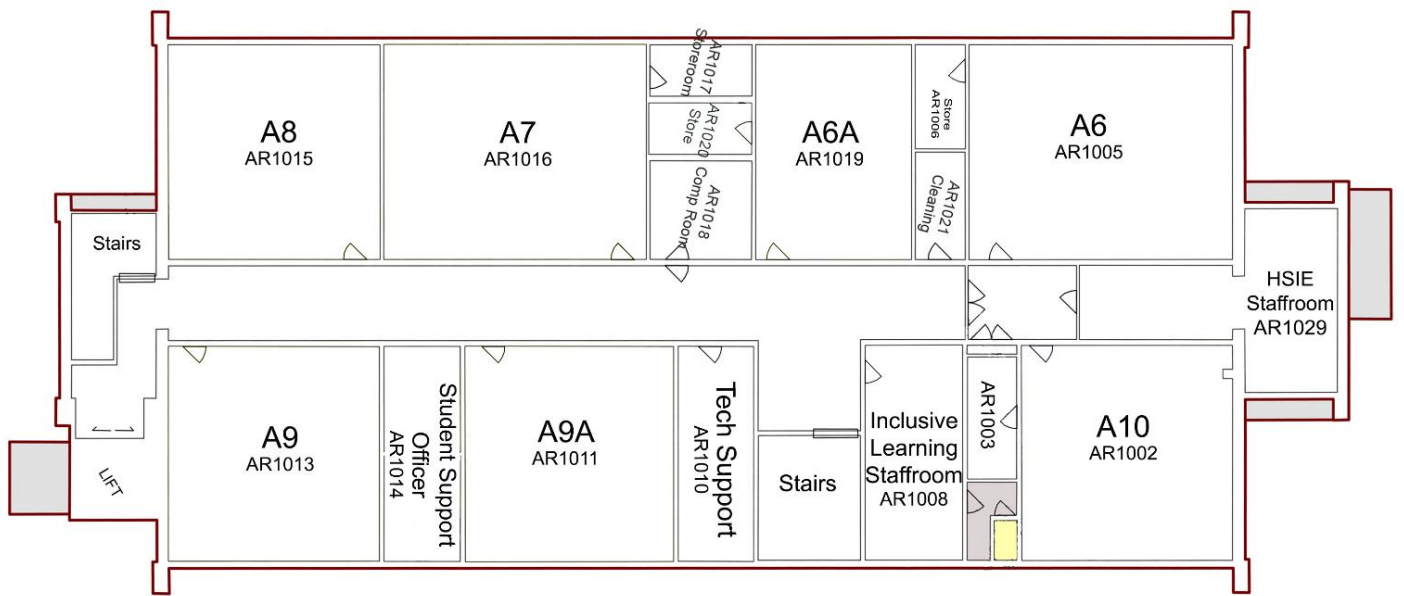 A8
AR1015
A7
AR1016
AR1017
Storeroom
AR1020
Store
AR1018
Comp Room
A6A
AR1019
Store
AR1006
AR1021
Cleaning
A6
AR1005
Stairs
HSIE
Staffroom
AR1029
LIFT
A9
AR1013
Student Support
Officer
AR1014
A9A
AR1011
Tech Support
AR1010
Stairs
Inclusive
Learning
Staffroom
AR1008
AR1003
A10
AR1002